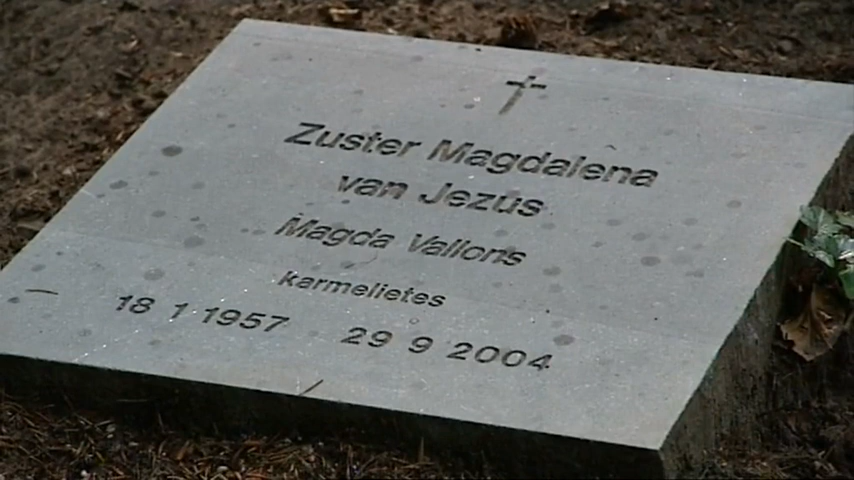 Zuster Magdalena
van Jezus
Magda Vallons
karmelietes
18 1 1957 29 9 2004